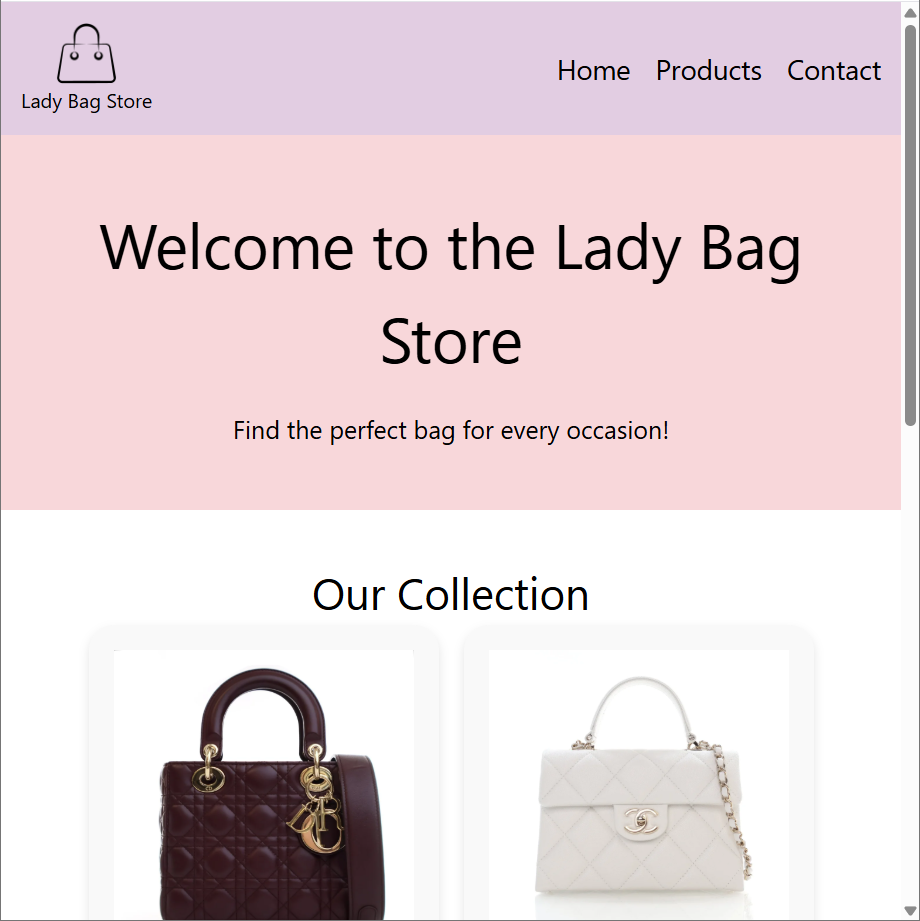 Lady Bag Store
Home Products Contact
Welcome to the Lady Bag
Store
Find the perfect bag for every occasion!
Our Collection